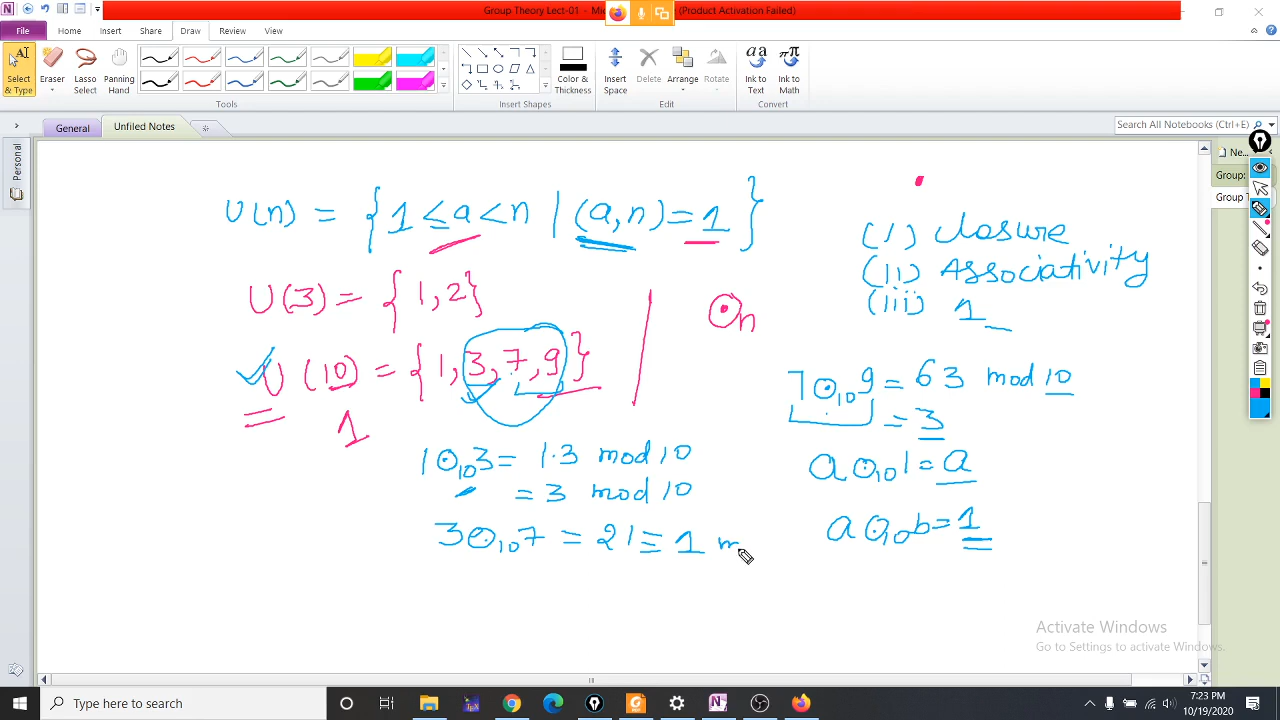 Group Theory Lect-01 - Mi
(Product Activation Failed)
File Home Insert Share Draw Review View
Select & Type
Eraser
Lasso Select
Panning Hand
Color & Thickness
Insert Space
Delete
Arrange
Rotate
Ink to Text
Ink to Math
Tools
Insert Shapes
Edit
Convert
General
Unfiled Notes
Search All Notebooks (Ctrl+E)
Personal
Ne...
Group:
Group T
U(n) = { 1 ≤ a < n | (a, n) = 1 }
(i) closure
(ii) Associativity
(iii) 1
U(3) = { 1, 2 }
⊙n
U(10) = { 1, 3, 7, 9 }
1
7 ⊙10 9 = 63 mod 10
= 3
1 ⊙10 3 = 1·3 mod 10
= 3 mod 10
a ⊙10 1 = a
3 ⊙10 7 = 21 ≡ 1 m
a ⊙10 b = 1
Activate Windows
Go to Settings to activate Windows.
Type here to search
7:23 PM
10/19/2020